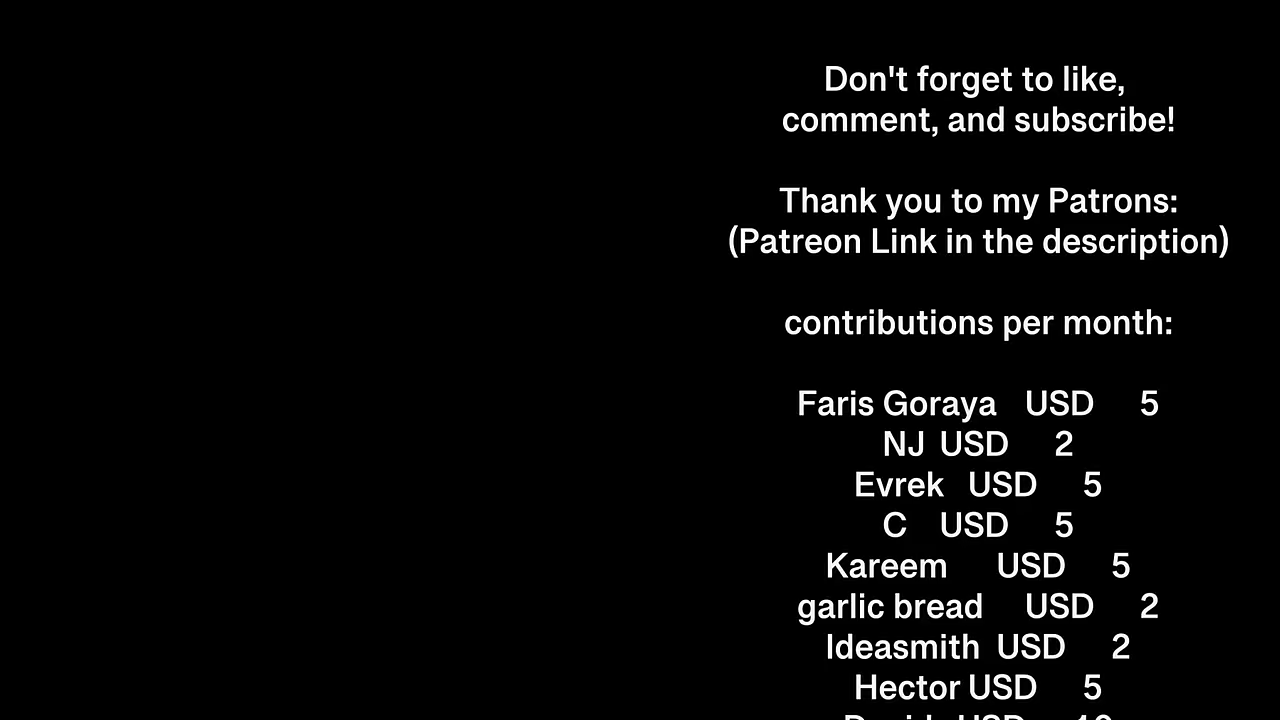 Don't forget to like,
comment, and subscribe!
Thank you to my Patrons:
(Patreon Link in the description)
contributions per month:
Faris Goraya USD 5
NJ USD 2
Evrek USD 5
C USD 5
Kareem USD 5
garlic bread USD 2
Ideasmith USD 2
Hector USD 5
USD 10